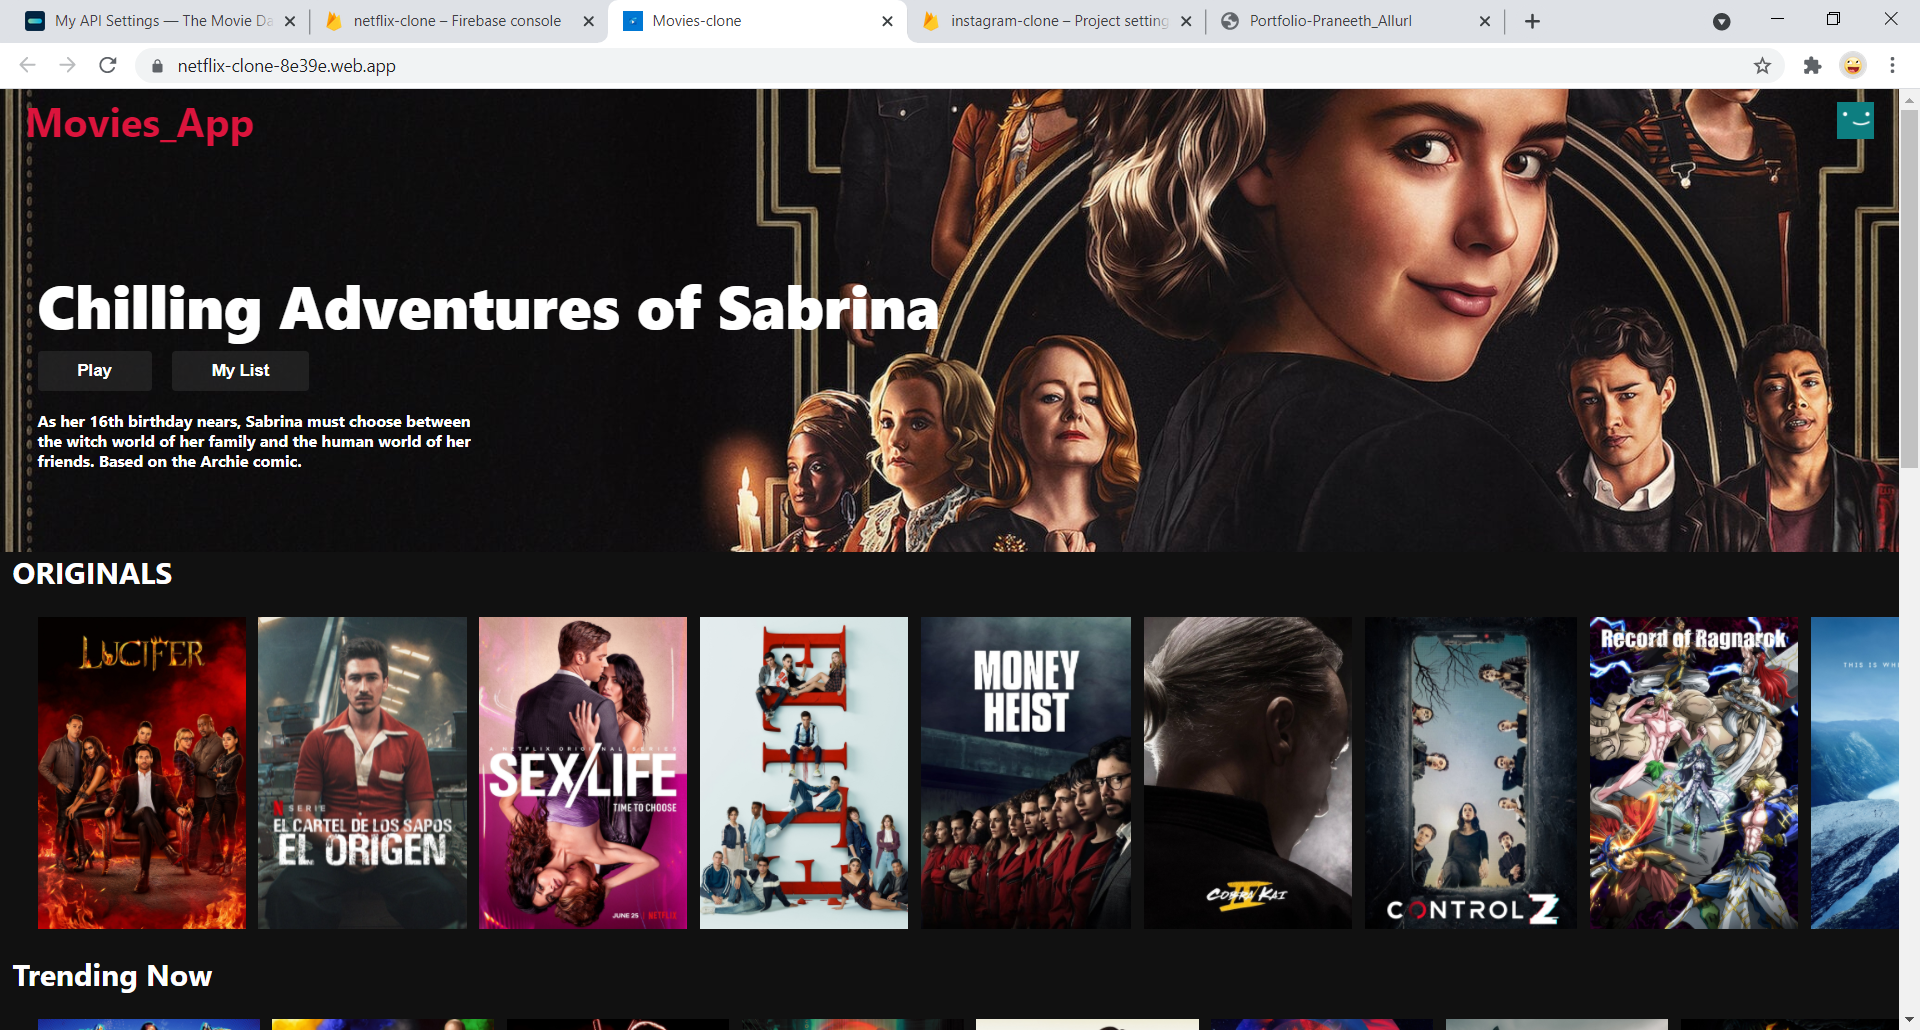 My API Settings — The Movie Da
netflix-clone – Firebase console
Movies-clone
instagram-clone – Project setting
Portfolio-Praneeth_Allurl
netflix-clone-8e39e.web.app
Movies_App
Chilling Adventures of Sabrina
Play
My List
As her 16th birthday nears, Sabrina must choose between
the witch world of her family and the human world of her
friends. Based on the Archie comic.
ORIGINALS
LUCIFER
N SERIE
EL CARTEL DE LOS SAPOS
EL ORIGEN
A NETFLIX ORIGINAL SERIES
SEX/LIFE
TIME TO CHOOSE
JUNE 25 | NETFLIX
ELITE
MONEY
HEIST
COBRA KAI
IV
CONTROL Z
Record of Ragnarok
THIS IS WH
Trending Now